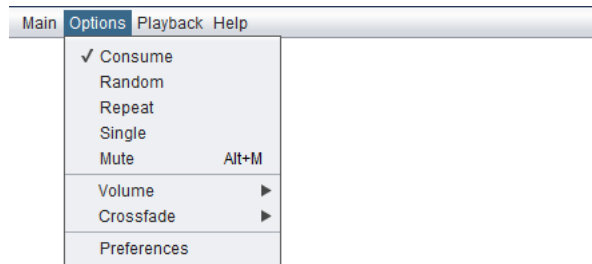 Main Options Playback Help
✓ Consume
Random
Repeat
Single
Mute Alt+M
Volume ▶
Crossfade ▶
Preferences